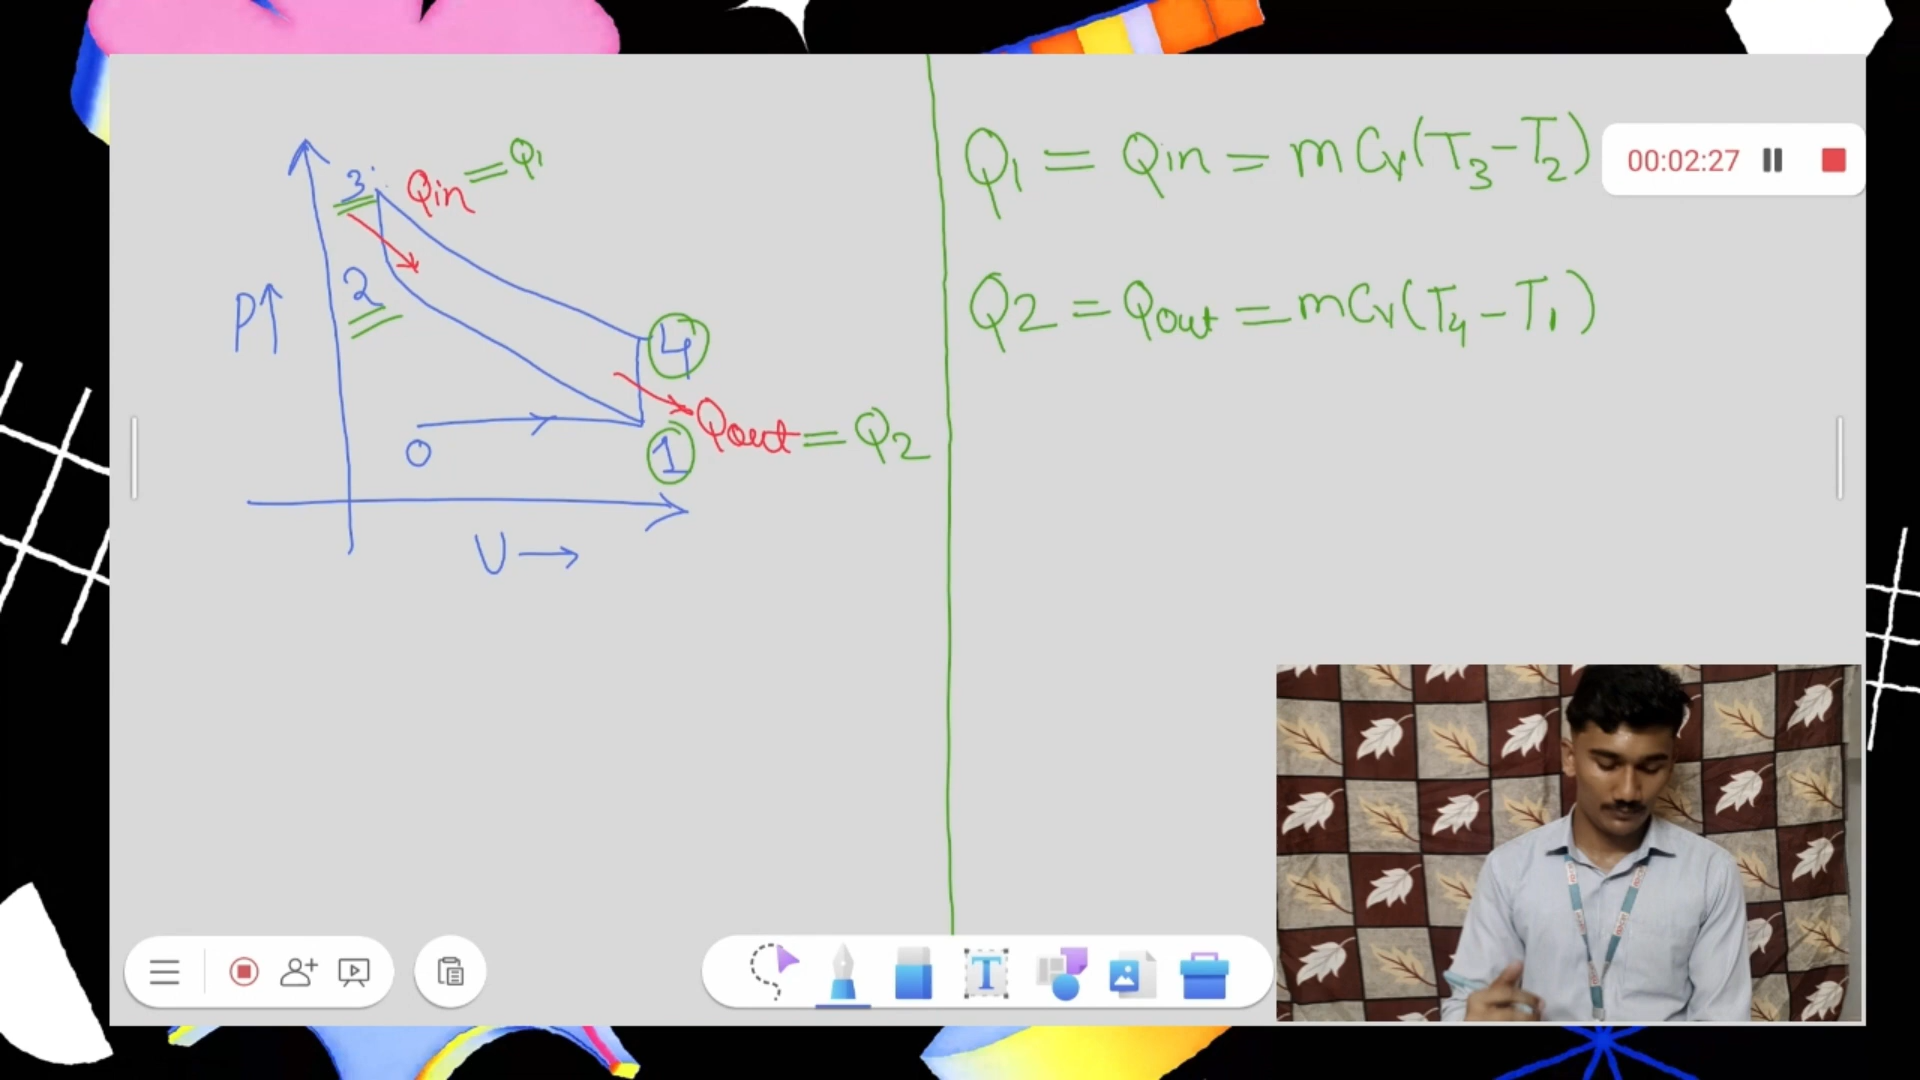 3
Qin = Q1
2
P↑
4
1
Qout = Q2
0
V →
Q1 = Qin = mCv(T3-T2)
Q2 = Qout = mCv(T4-T1)
00:02:27
T